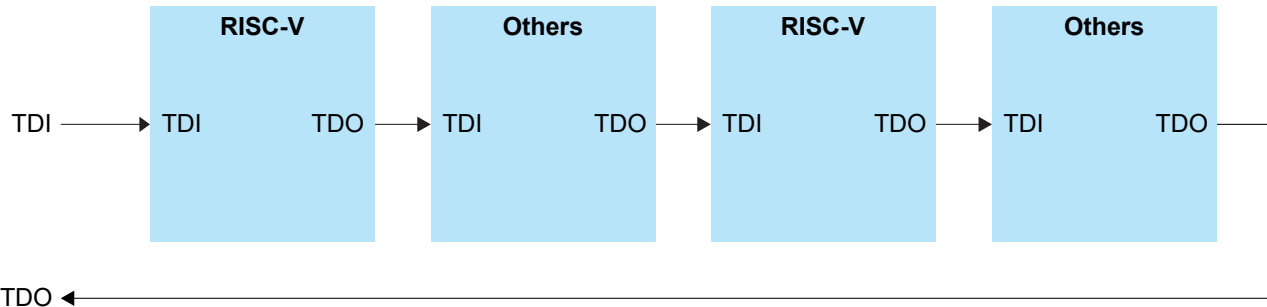 RISC-V Others RISC-V Others
TDI TDI TDO TDI TDO TDI TDO TDI TDO
TDO